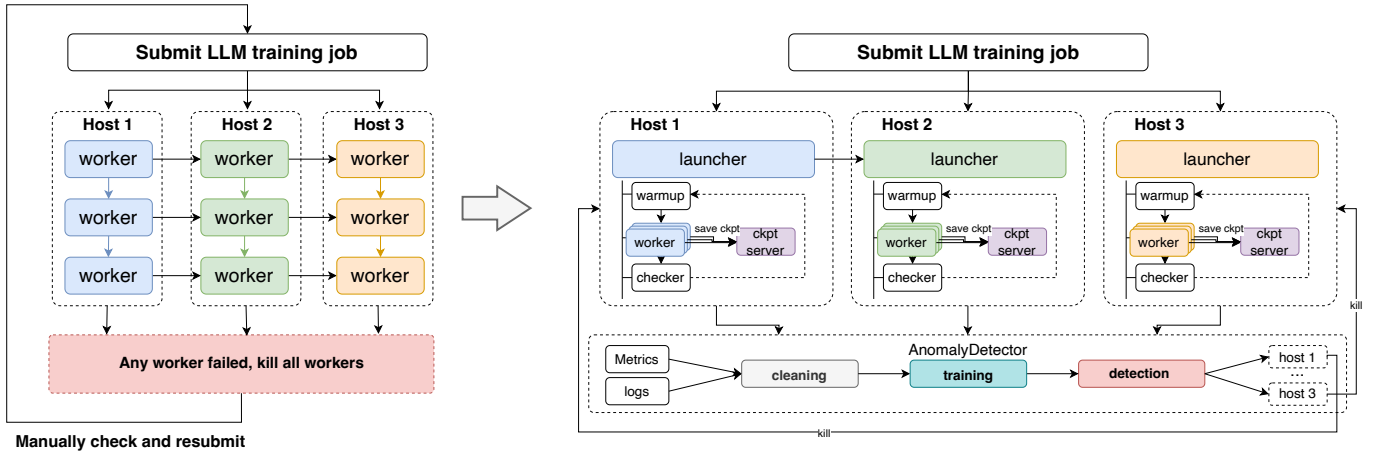 Submit LLM training job
Host 1
Host 2
Host 3
worker
worker
worker
worker
worker
worker
worker
worker
worker
Any worker failed, kill all workers
Manually check and resubmit
Submit LLM training job
Host 1
launcher
warmup
worker
save ckpt
ckpt
server
checker
Host 2
launcher
warmup
worker
save ckpt
ckpt
server
checker
Host 3
launcher
warmup
worker
save ckpt
ckpt
server
checker
kill
AnomalyDetector
Metrics
logs
cleaning
training
detection
host 1
...
host 3
kill